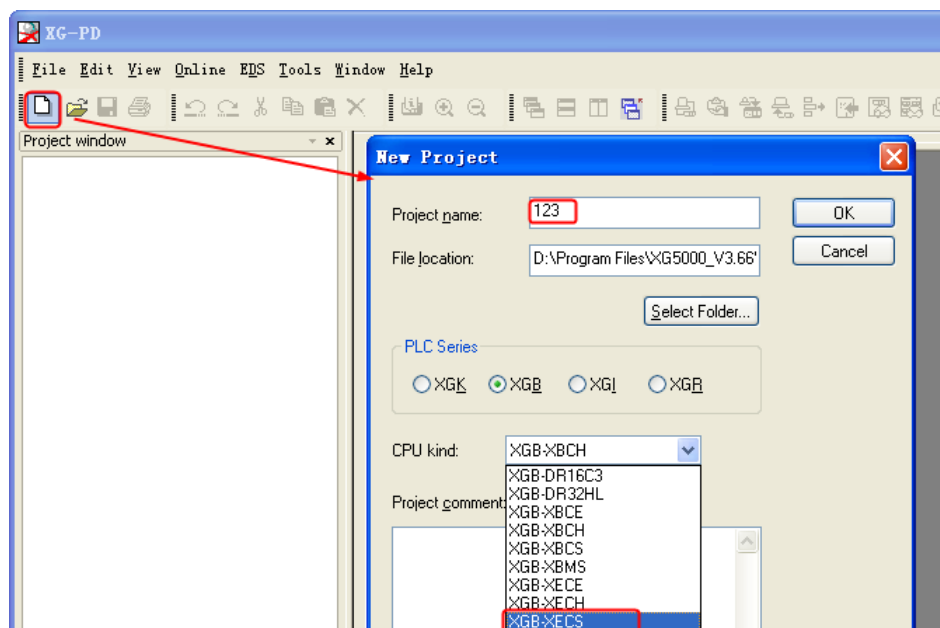 XG-PD
File Edit View Online EDS Tools Window Help
Project window
New Project
Project name:
123
OK
File location:
D:\Program Files\XG5000_V3.66'
Cancel
Select Folder...
PLC Series
XGK XGB XGI XGR
CPU kind:
XGB-XBCH
XGB-DR16C3
XGB-DR32HL
Project comment:
XGB-XBCE
XGB-XBCH
XGB-XBCS
XGB-XBMS
XGB-XECE
XGB-XECH
XGB-XECS